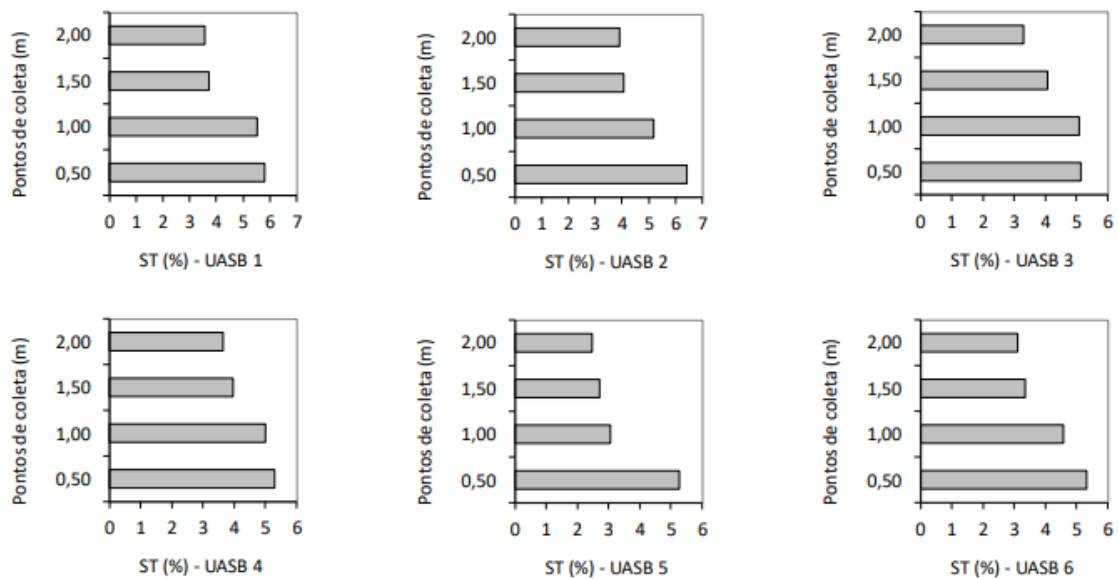 Pontos de coleta (m)
2,00
1,50
1,00
0,50
0 1 2 3 4 5 6 7
ST (%) - UASB 1
Pontos de coleta (m)
2,00
1,50
1,00
0,50
0 1 2 3 4 5 6 7
ST (%) - UASB 2
Pontos de coleta (m)
2,00
1,50
1,00
0,50
0 1 2 3 4 5 6
ST (%) - UASB 3
Pontos de coleta (m)
2,00
1,50
1,00
0,50
0 1 2 3 4 5 6
ST (%) - UASB 4
Pontos de coleta (m)
2,00
1,50
1,00
0,50
0 1 2 3 4 5 6
ST (%) - UASB 5
Pontos de coleta (m)
2,00
1,50
1,00
0,50
0 1 2 3 4 5 6
ST (%) - UASB 6